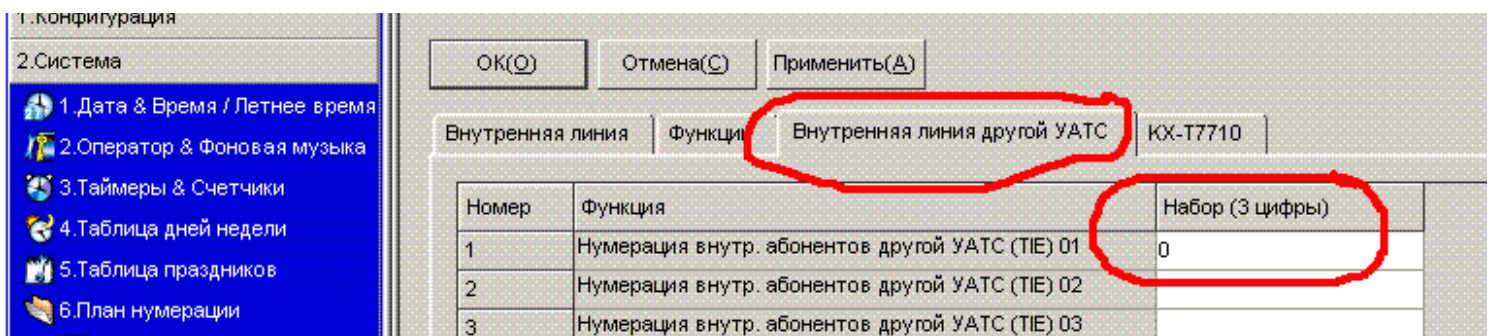 1.Конфигурация
2.Система
1.Дата & Время / Летнее время
2.Оператор & Фоновая музыка
3.Таймеры & Счетчики
4.Таблица дней недели
5.Таблица праздников
6.План нумерации
ОК(O) Отмена(C) Применить(A)
Внутренняя линия Функции Внутренняя линия другой УАТС KX-T7710
Номер Функция Набор (3 цифры)
1 Нумерация внутр. абонентов другой УАТС (TIE) 01 0
2 Нумерация внутр. абонентов другой УАТС (TIE) 02
3 Нумерация внутр. абонентов другой УАТС (TIE) 03